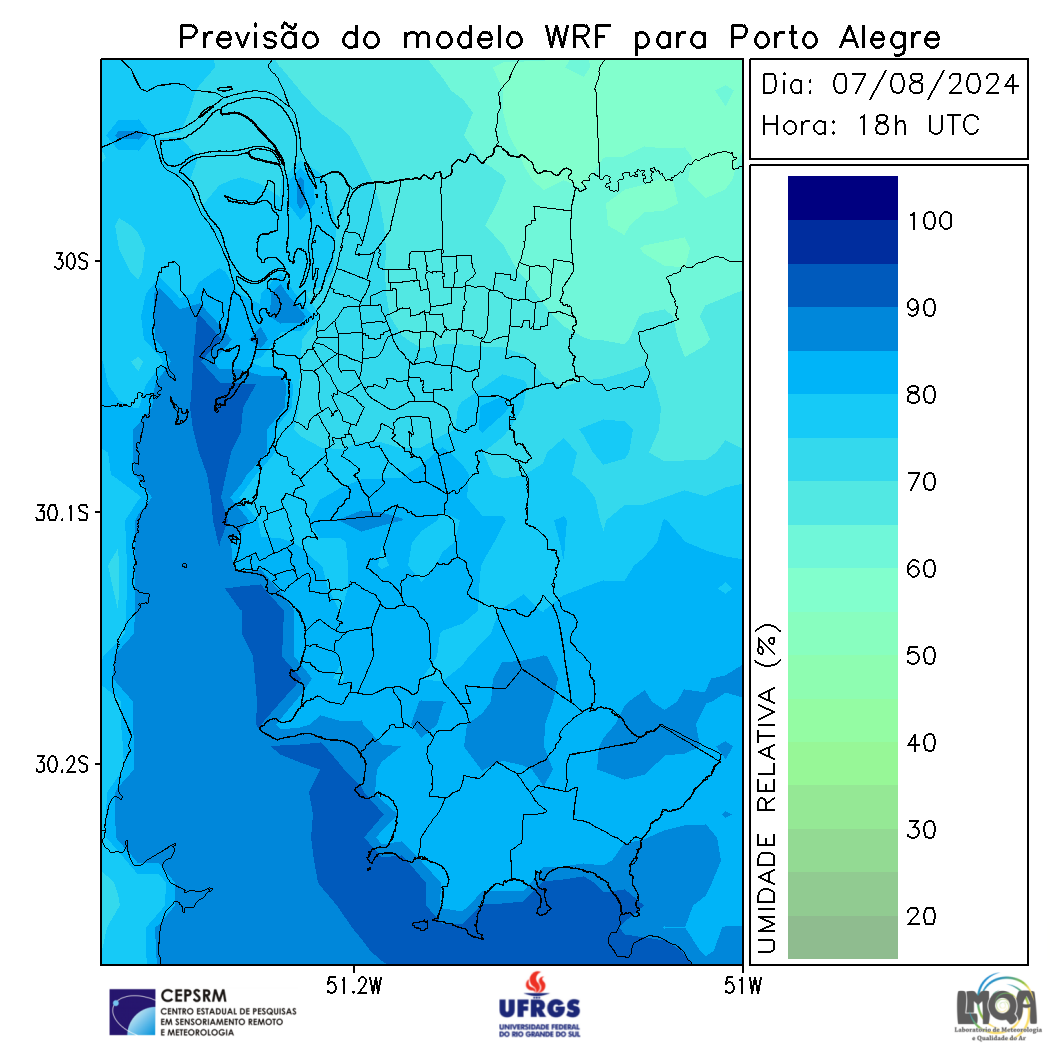 Previsão do modelo WRF para Porto Alegre
Dia: 07/08/2024
Hora: 18h UTC
100
90
80
70
60
50
40
30
20
UMIDADE RELATIVA (%)
30S
30.1S
30.2S
51.2W
51W
CEPSRM
CENTRO ESTADUAL DE PESQUISAS
EM SENSORIAMENTO REMOTO
E METEOROLOGIA
UFRGS
UNIVERSIDADE FEDERAL
DO RIO GRANDE DO SUL
LMQA
Laboratório de Meteorologia
e Qualidade do Ar